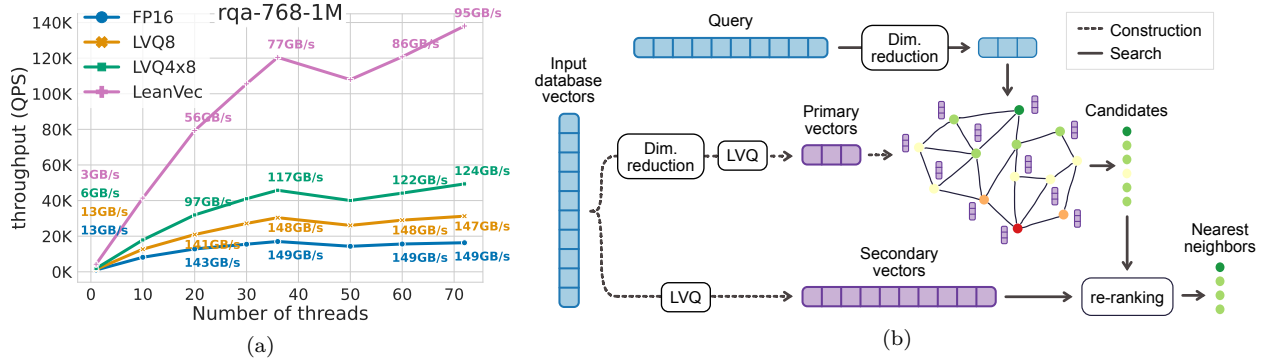 rqa-768-1M
throughput (QPS)
140K
120K
100K
80K
60K
40K
20K
0K
FP16
LVQ8
LVQ4x8
LeanVec
3GB/s
6GB/s
13GB/s
13GB/s
56GB/s
97GB/s
141GB/s
143GB/s
77GB/s
117GB/s
148GB/s
149GB/s
86GB/s
122GB/s
148GB/s
149GB/s
95GB/s
124GB/s
147GB/s
149GB/s
0 10 20 30 40 50 60 70
Number of threads
(a)
Query
Dim.
reduction
Construction
Search
Input
database
vectors
Dim.
reduction
LVQ
Primary
vectors
Candidates
LVQ
Secondary
vectors
re-ranking
Nearest
neighbors
(b)